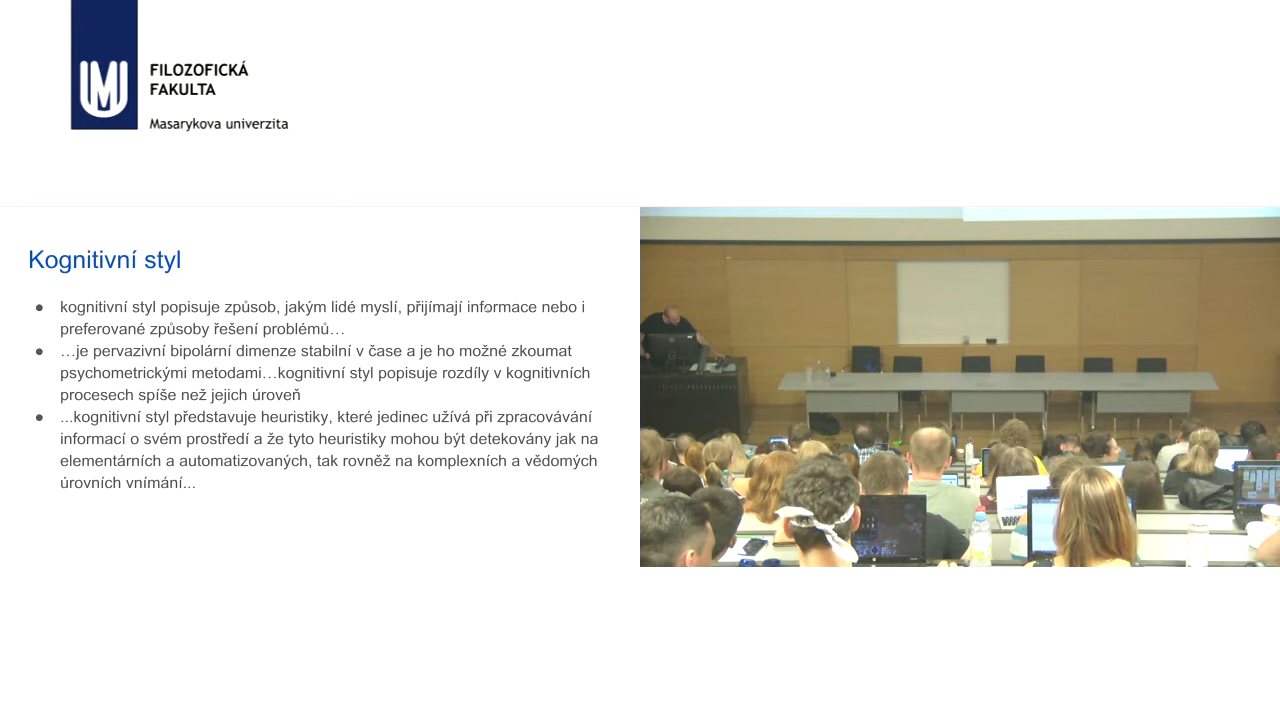 FILOZOFICKÁ
FAKULTA
Masarykova univerzita
Kognitivní styl
● kognitivní styl popisuje způsob, jakým lidé myslí, přijímají informace nebo i
preferované způsoby řešení problémů…
● …je pervazivní bipolární dimenze stabilní v čase a je ho možné zkoumat
psychometrickými metodami…kognitivní styl popisuje rozdíly v kognitivních
procesech spíše než jejich úroveň
● ...kognitivní styl představuje heuristiky, které jedinec užívá při zpracovávání
informací o svém prostředí a že tyto heuristiky mohou být detekovány jak na
elementárních a automatizovaných, tak rovněž na komplexních a vědomých
úrovních vnímání...